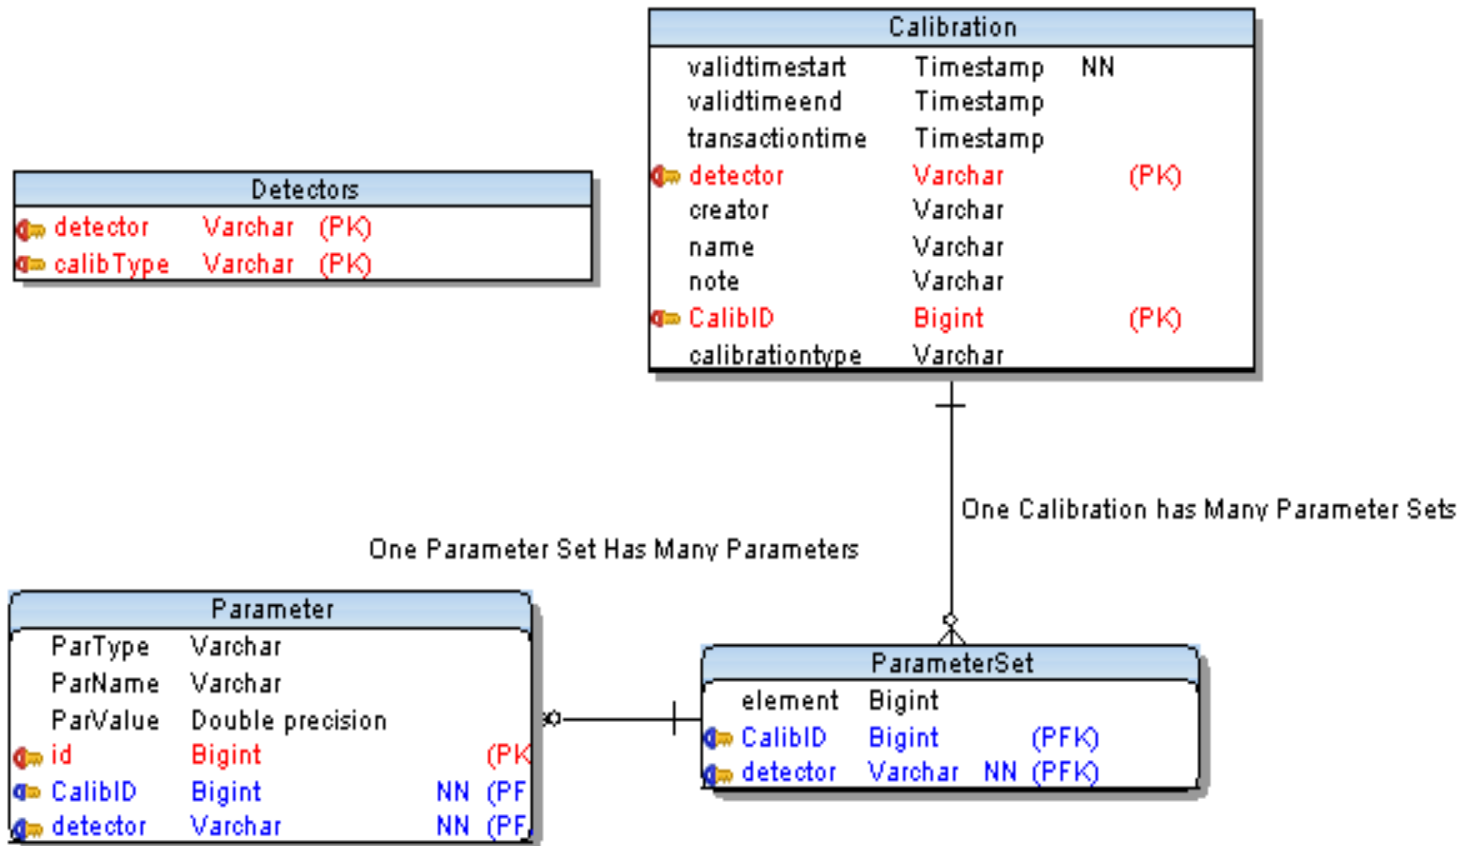 Calibration
validtimestart Timestamp NN
validtimeend Timestamp
transactiontime Timestamp
detector Varchar (PK)
creator Varchar
name Varchar
note Varchar
CalibID Bigint (PK)
calibrationtype Varchar
Detectors
detector Varchar (PK)
calibType Varchar (PK)
One Calibration has Many Parameter Sets
One Parameter Set Has Many Parameters
Parameter
ParType Varchar
ParName Varchar
ParValue Double precision
id Bigint (PK
CalibID Bigint NN (PF
detector Varchar NN (PF
ParameterSet
element Bigint
CalibID Bigint (PFK)
detector Varchar NN (PFK)